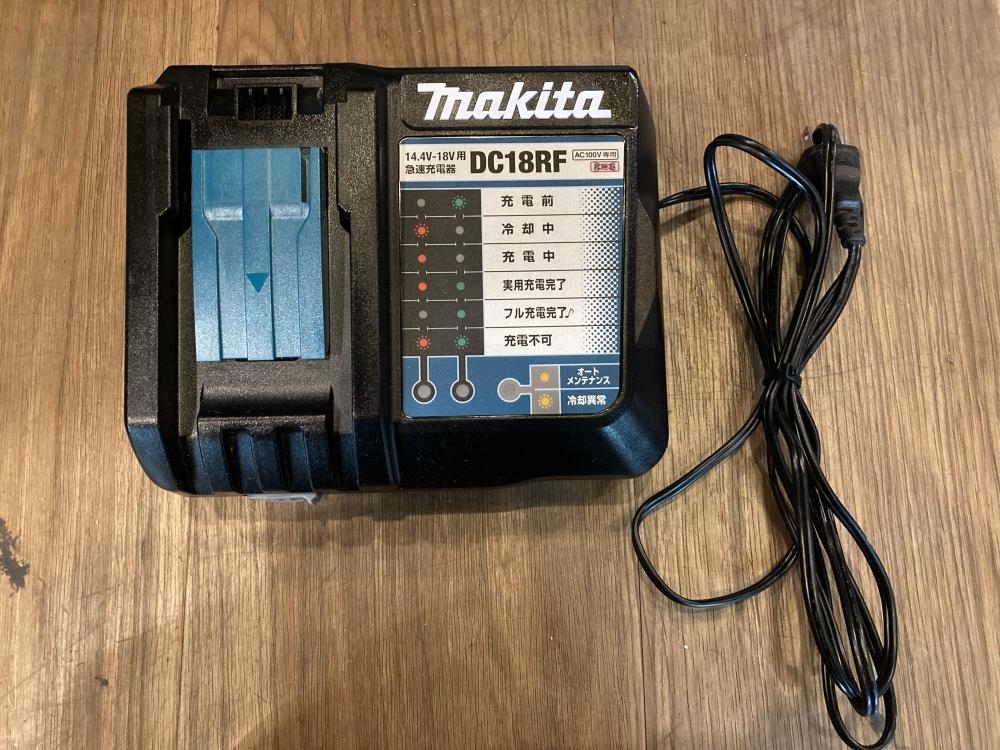 makita
14.4V-18V用
急速充電器
DC18RF
AC100V専用
充電前
冷却中
充電中
実用充電完了
フル充電完了♪
充電不可
オート
メンテナンス
冷却異常